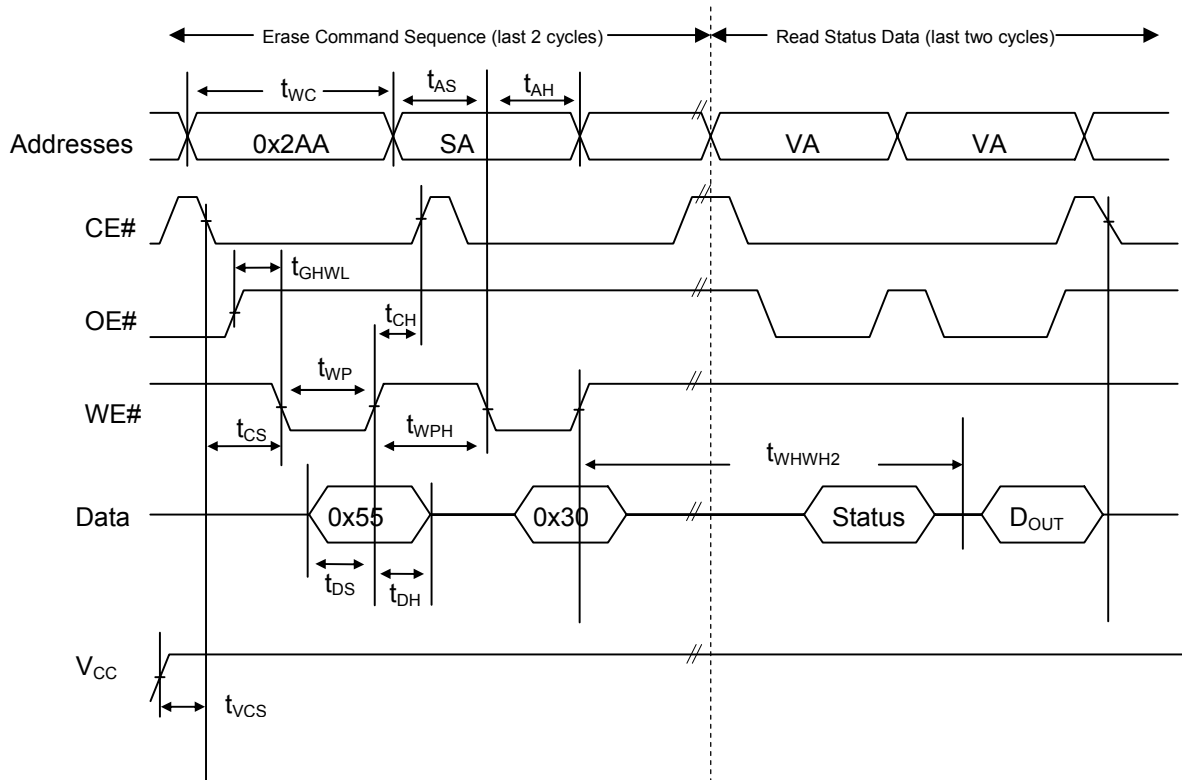 Erase Command Sequence (last 2 cycles)
Read Status Data (last two cycles)
tWC
tAS
tAH
Addresses
0x2AA
SA
VA
VA
CE#
tGHWL
OE#
tCH
tWP
WE#
tCS
tWPH
tWHWH2
Data
0x55
0x30
Status
DOUT
tDS
tDH
VCC
tVCS